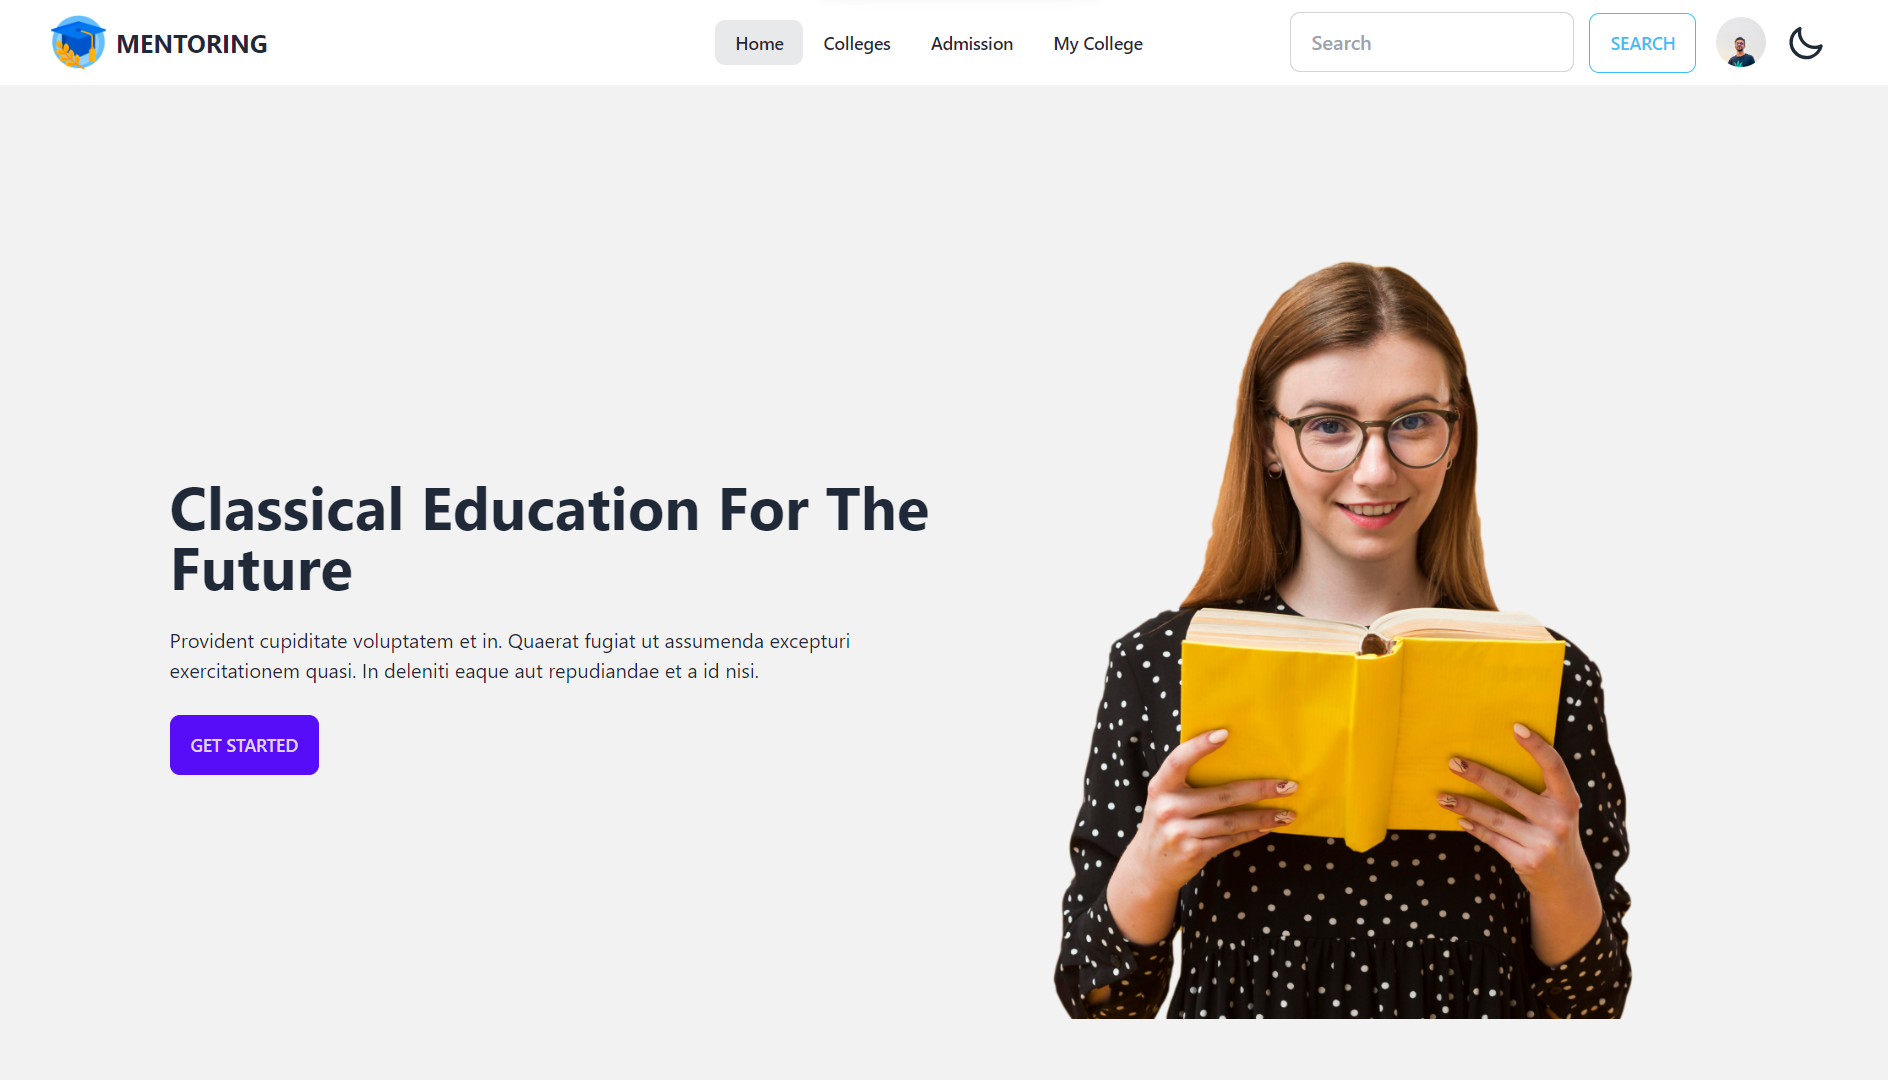 MENTORING
Home
Colleges
Admission
My College
Search
SEARCH
Classical Education For The
Future
Provident cupiditate voluptatem et in. Quaerat fugiat ut assumenda excepturi
exercitationem quasi. In deleniti eaque aut repudiandae et a id nisi.
GET STARTED